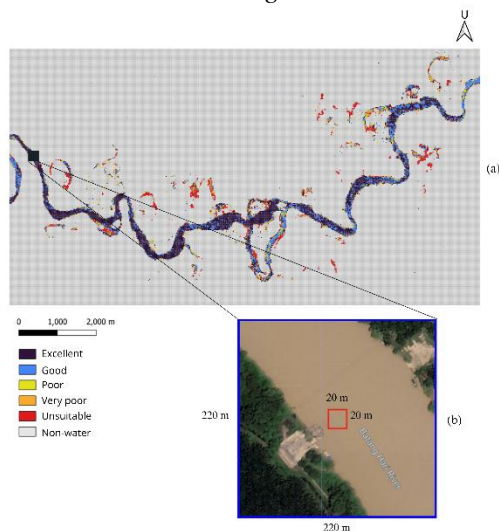 U
(a)
0 1,000 2,000 m
Excellent
Good
Poor
Very poor
Unsuitable
Non-water
220 m
20 m
20 m
(b)
220 m